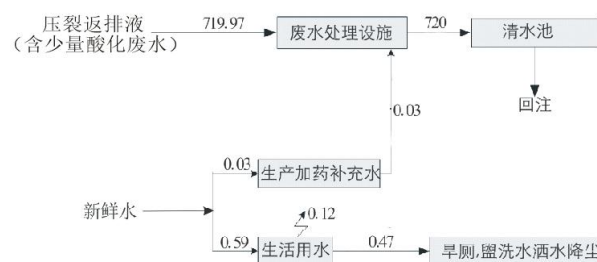 压裂返排液
（含少量酸化废水）
719.97
废水处理设施
720
清水池
回注
0.03
0.03
生产加药补充水
新鲜水
0.12
0.59
生活用水
0.47
旱厕,盥洗水洒水降尘